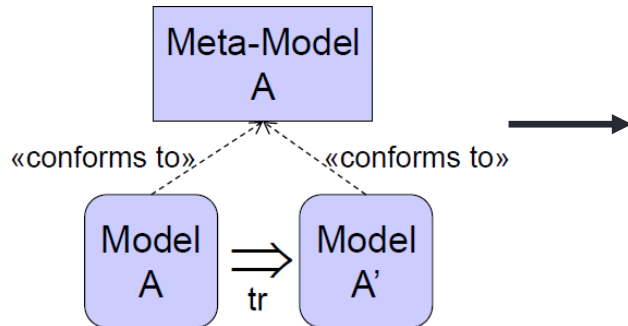 Meta-Model
A
«conforms to»
«conforms to»
Model
A
tr
Model
A’